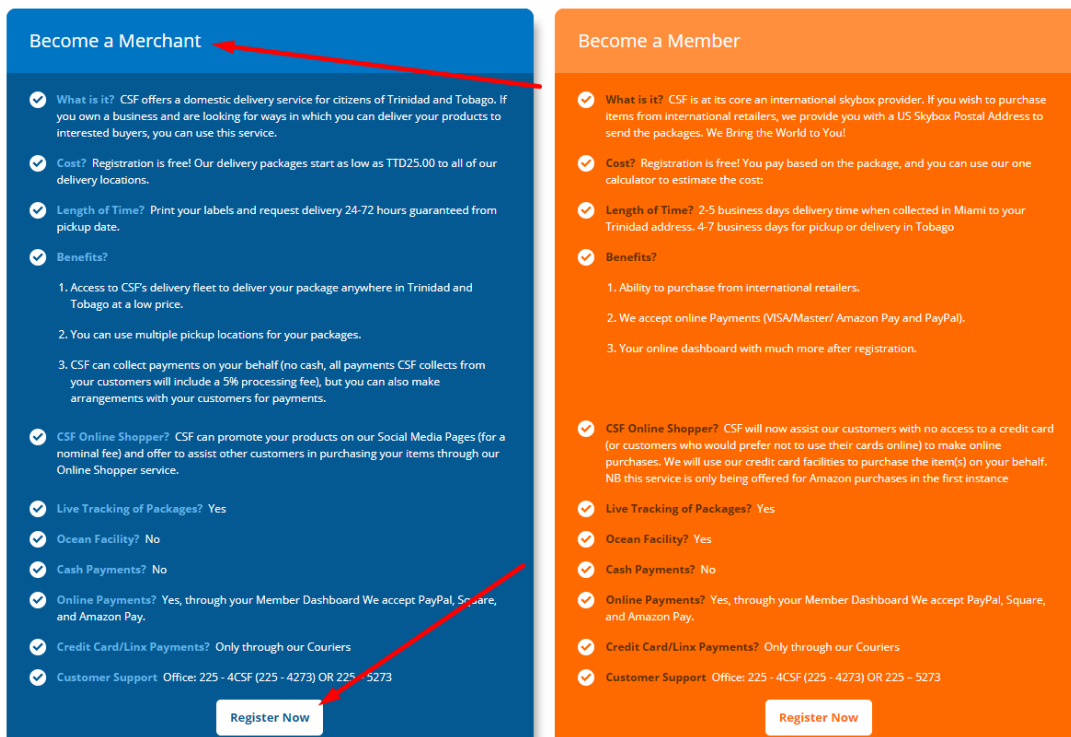 Become a Merchant
What is it? CSF offers a domestic delivery service for citizens of Trinidad and Tobago. If
you own a business and are looking for ways in which you can deliver your products to
interested buyers, you can use this service.
Cost? Registration is free! Our delivery packages start as low as TTD25.00 to all of our
delivery locations.
Length of Time? Print your labels and request delivery 24-72 hours guaranteed from
pickup date.
Benefits?
1. Access to CSF's delivery fleet to deliver your package anywhere in Trinidad and
Tobago at a low price.
2. You can use multiple pickup locations for your packages.
3. CSF can collect payments on your behalf (no cash, all payments CSF collects from
your customers will include a 5% processing fee), but you can also make
arrangements with your customers for payments.
CSF Online Shopper? CSF can promote your products on our Social Media Pages (for a
nominal fee) and offer to assist other customers in purchasing your items through our
Online Shopper service.
Live Tracking of Packages? Yes
Ocean Facility? No
Cash Payments? No
Online Payments? Yes, through your Member Dashboard We accept PayPal, Square,
and Amazon Pay.
Credit Card/Linx Payments? Only through our Couriers
Customer Support Office: 225 - 4CSF (225 - 4273) OR 225 – 5273
Register Now
Become a Member
What is it? CSF is at its core an international skybox provider. If you wish to purchase
items from international retailers, we provide you with a US Skybox Postal Address to
send the packages. We Bring the World to You!
Cost? Registration is free! You pay based on the package, and you can use our one
calculator to estimate the cost:
Length of Time? 2-5 business days delivery time when collected in Miami to your
Trinidad address. 4-7 business days for pickup or delivery in Tobago
Benefits?
1. Ability to purchase from international retailers.
2. We accept online Payments (VISA/Master/ Amazon Pay and PayPal).
3. Your online dashboard with much more after registration.
CSF Online Shopper? CSF will now assist our customers with no access to a credit card
(or customers who would prefer not to use their cards online) to make online
purchases. We will use our credit card facilities to purchase the item(s) on your behalf.
NB this service is only being offered for Amazon purchases in the first instance
Live Tracking of Packages? Yes
Ocean Facility? Yes
Cash Payments? No
Online Payments? Yes, through your Member Dashboard We accept PayPal, Square,
and Amazon Pay.
Credit Card/Linx Payments? Only through our Couriers
Customer Support Office: 225 - 4CSF (225 - 4273) OR 225 – 5273
Register Now